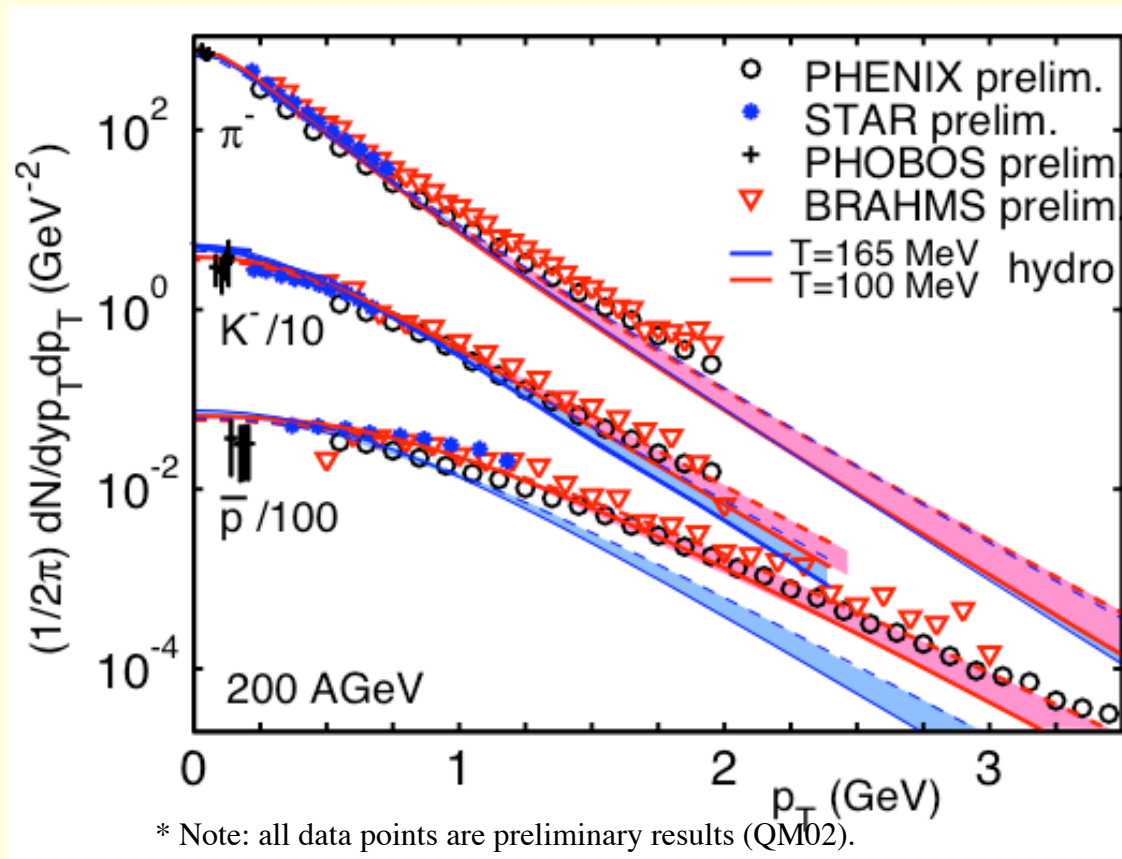 (1/2π) dN/dyp_Tdp_T (GeV^-2)
10^2
10^0
10^-2
10^-4
π^-
K^-/10
p̅ /100
200 AGeV
PHENIX prelim.
STAR prelim.
PHOBOS prelim.
BRAHMS prelim.
T=165 MeV
T=100 MeV
hydro
0 1 2 3
p_T (GeV)
* Note: all data points are preliminary results (QM02).